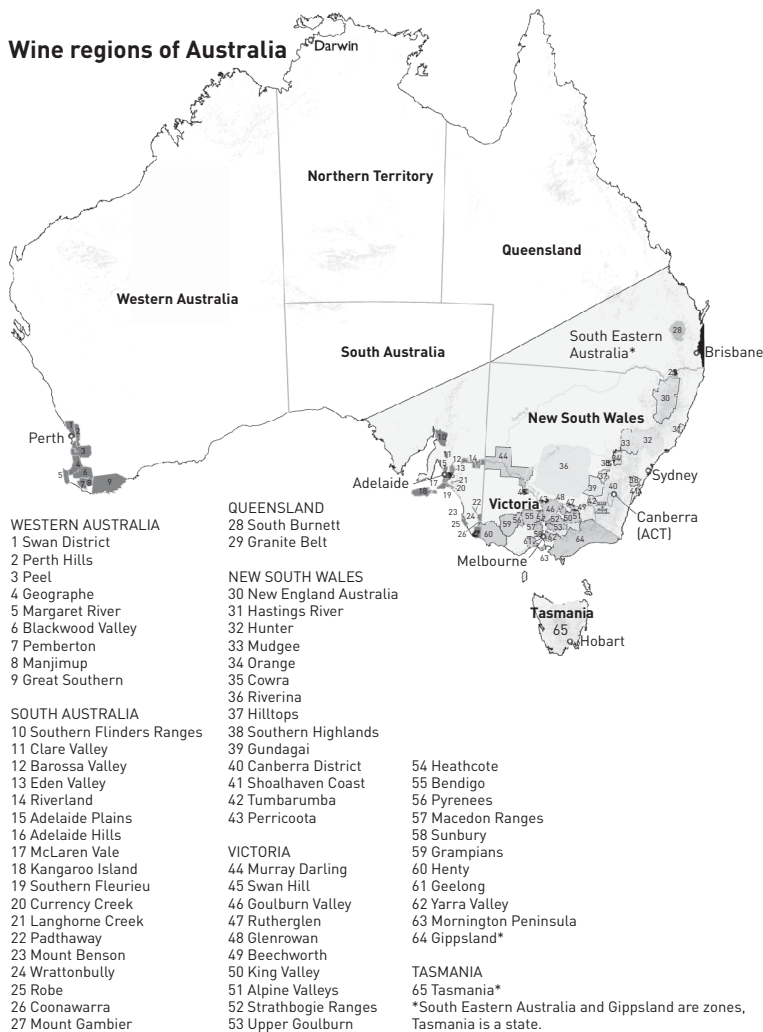 Wine regions of Australia
Darwin
Northern Territory
Queensland
Western Australia
South Australia
South Eastern
Australia*
Brisbane
New South Wales
Perth
Adelaide
Sydney
Victoria
Canberra
(ACT)
Melbourne
Tasmania
65
Hobart
WESTERN AUSTRALIA
1 Swan District
2 Perth Hills
3 Peel
4 Geographe
5 Margaret River
6 Blackwood Valley
7 Pemberton
8 Manjimup
9 Great Southern
SOUTH AUSTRALIA
10 Southern Flinders Ranges
11 Clare Valley
12 Barossa Valley
13 Eden Valley
14 Riverland
15 Adelaide Plains
16 Adelaide Hills
17 McLaren Vale
18 Kangaroo Island
19 Southern Fleurieu
20 Currency Creek
21 Langhorne Creek
22 Padthaway
23 Mount Benson
24 Wrattonbully
25 Robe
26 Coonawarra
27 Mount Gambier
QUEENSLAND
28 South Burnett
29 Granite Belt
NEW SOUTH WALES
30 New England Australia
31 Hastings River
32 Hunter
33 Mudgee
34 Orange
35 Cowra
36 Riverina
37 Hilltops
38 Southern Highlands
39 Gundagai
40 Canberra District
41 Shoalhaven Coast
42 Tumbarumba
43 Perricoota
VICTORIA
44 Murray Darling
45 Swan Hill
46 Goulburn Valley
47 Rutherglen
48 Glenrowan
49 Beechworth
50 King Valley
51 Alpine Valleys
52 Strathbogie Ranges
53 Upper Goulburn
54 Heathcote
55 Bendigo
56 Pyrenees
57 Macedon Ranges
58 Sunbury
59 Grampians
60 Henty
61 Geelong
62 Yarra Valley
63 Mornington Peninsula
64 Gippsland*
TASMANIA
65 Tasmania*
*South Eastern Australia and Gippsland are zones,
Tasmania is a state.